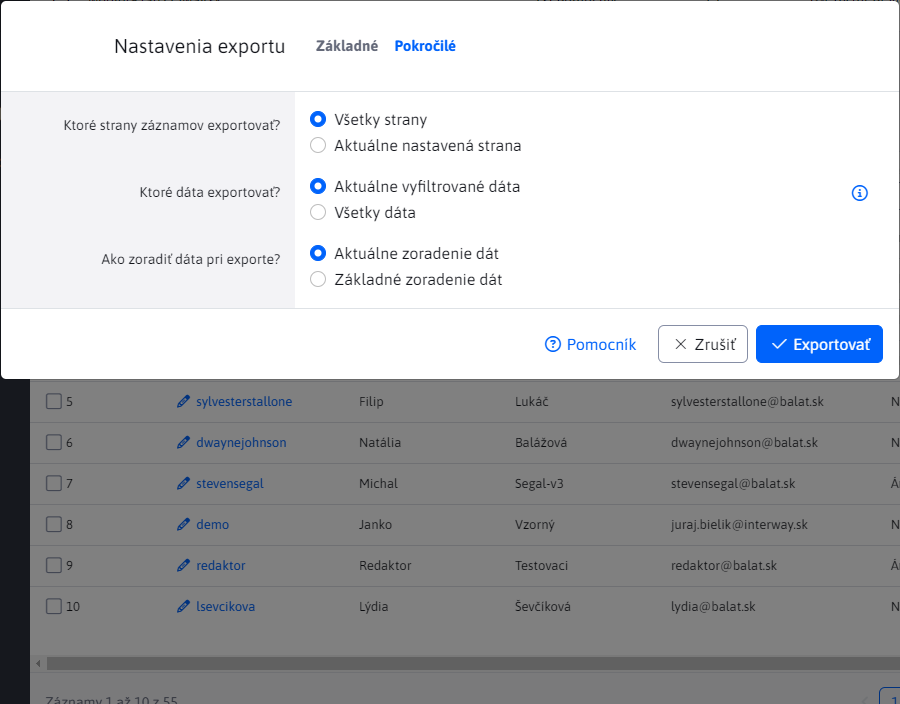 Nastavenia exportu Základné Pokročilé
Ktoré strany záznamov exportovať?
Všetky strany
Aktuálne nastavená strana
Ktoré dáta exportovať?
Aktuálne vyfiltrované dáta
Všetky dáta
Ako zoradiť dáta pri exporte?
Aktuálne zoradenie dát
Základné zoradenie dát
Pomocník Zrušiť Exportovať
5 sylvesterstallone Filip Lukáč sylvesterstallone@balat.sk N
6 dwaynejohnson Natália Balážová dwaynejohnson@balat.sk N
7 stevensegal Michal Segal-v3 stevensegal@balat.sk
8 demo Janko Vzorný juraj.bielik@interway.sk N
9 redaktor Redaktor Testovaci redaktor@balat.sk
10 lsevcikova Lýdia Ševčíková lydia@balat.sk N
Záznamy 1 až 10 z 55 1